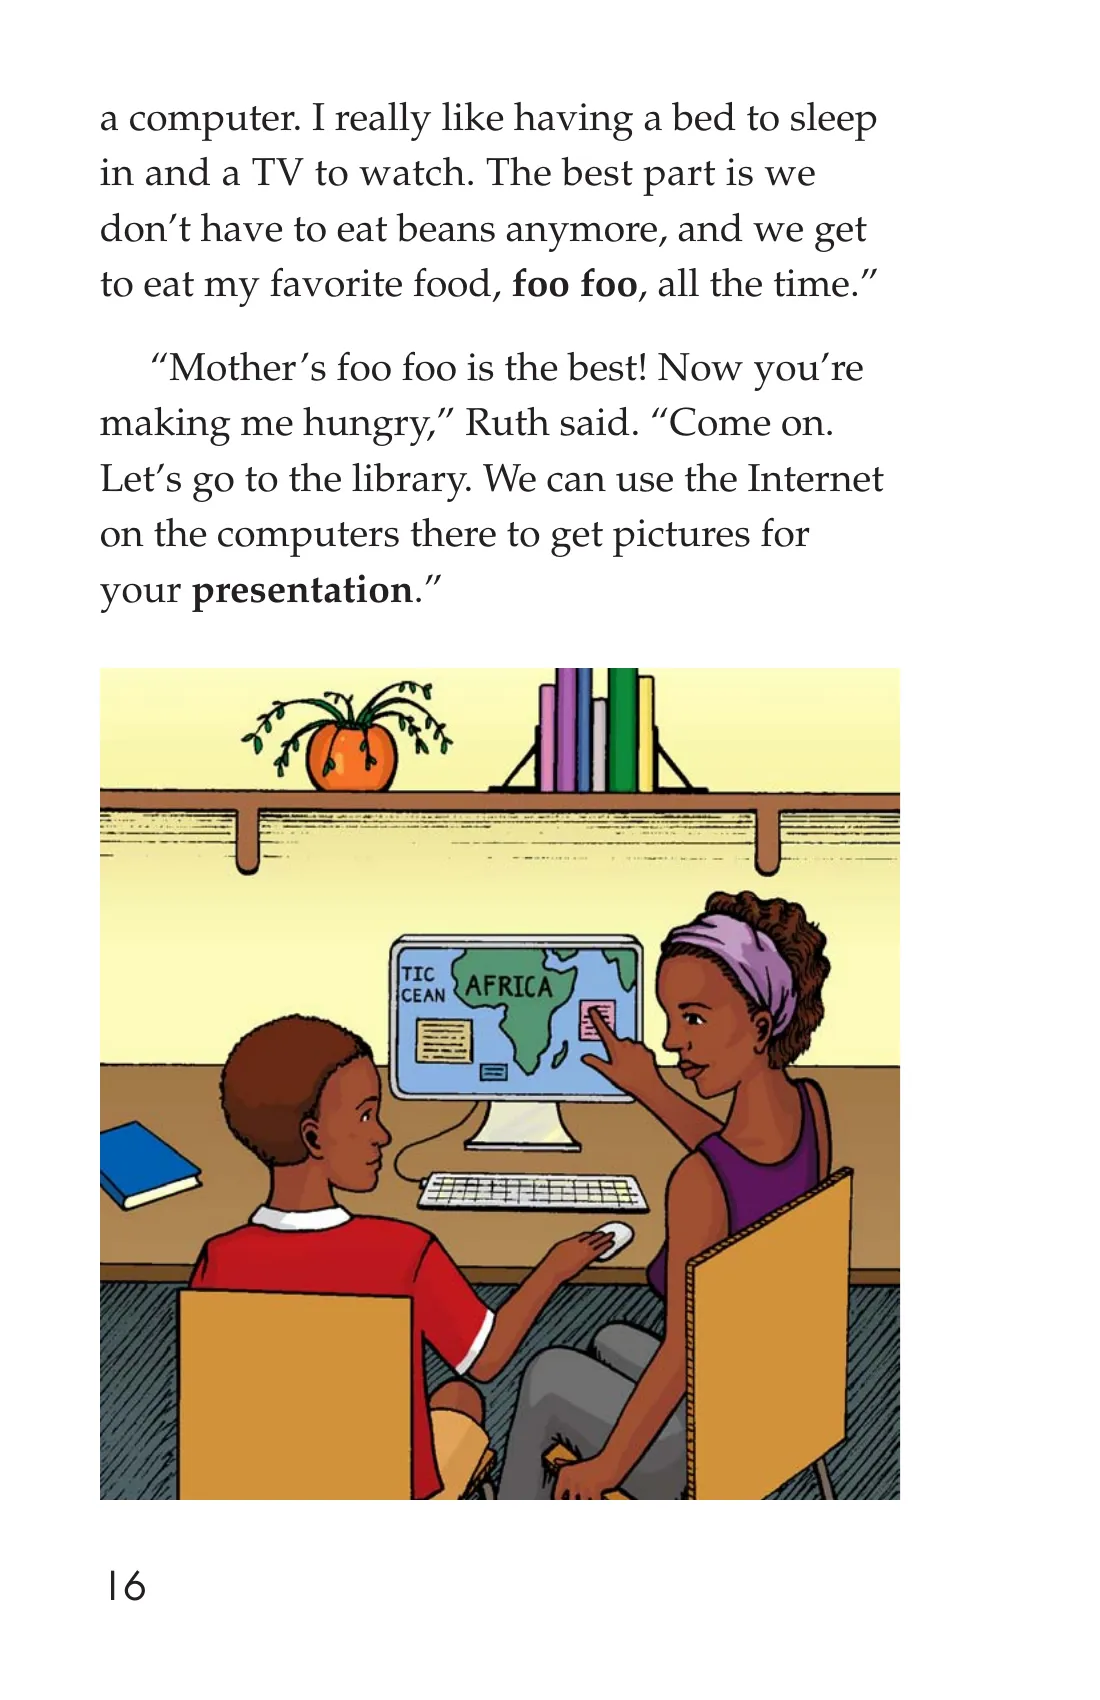 a computer. I really like having a bed to sleep
in and a TV to watch. The best part is we
don’t have to eat beans anymore, and we get
to eat my favorite food, foo foo, all the time.”
“Mother’s foo foo is the best! Now you’re
making me hungry,” Ruth said. “Come on.
Let’s go to the library. We can use the Internet
on the computers there to get pictures for
your presentation.”
TIC
CEAN
AFRICA
16